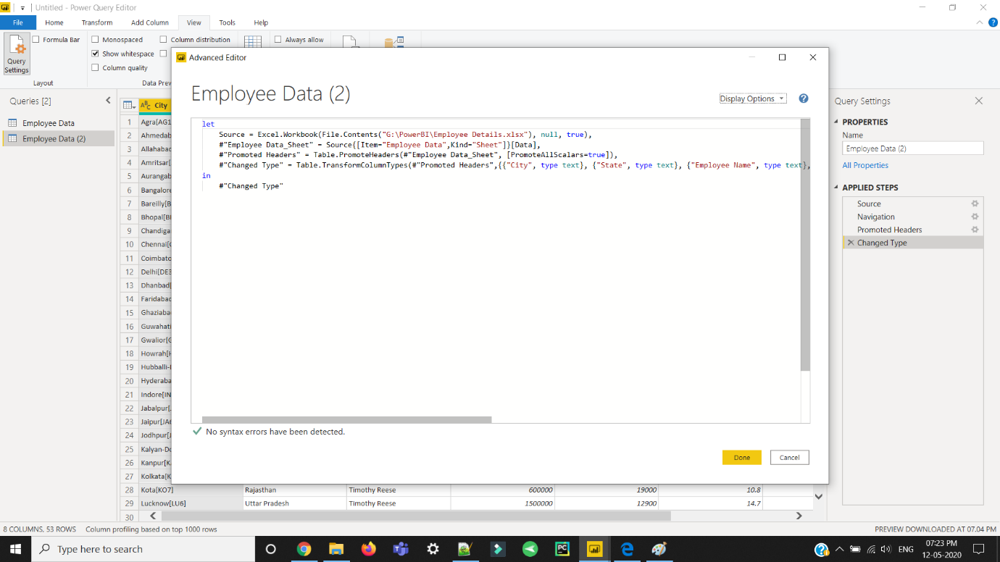 Untitled - Power Query Editor
File Home Transform Add Column View Tools Help
Query Settings
Formula Bar
Monospaced
Column distribution
Always allow
Show whitespace
Column quality
Layout
Data Prev
Advanced Editor
Employee Data (2)
Display Options
let
Source = Excel.Workbook(File.Contents("G:\PowerBI\Employee Details.xlsx"), null, true),
#"Employee Data_Sheet" = Source{[Item="Employee Data",Kind="Sheet"]}[Data],
#"Promoted Headers" = Table.PromoteHeaders(#"Employee Data_Sheet", [PromoteAllScalars=true]),
#"Changed Type" = Table.TransformColumnTypes(#"Promoted Headers",{{"City", type text}, {"State", type text}, {"Employee Name", type text},
in
#"Changed Type"
No syntax errors have been detected.
Done Cancel
Queries [2]
Employee Data
Employee Data (2)
City
1 Agra[AG1
2 Ahmedab
3 Allahabad
4 Amritsar[
5 Aurangab
6 Bangalore
7 Bareilly[B
8 Bhopal[B
9 Chandiga
10 Chennai[C
11 Coimbato
12 Delhi[DE3
13 Dhanbad[
14 Faridabad
15 Ghaziabad
16 Guwahati
17 Gwalior[G
18 Howrah[H
19 Hubballi-
20 Hyderaba
21 Indore[IN
22 Jabalpur[
23 Jaipur[JA
24 Jodhpur[J
25 Kalyan-Do
26 Kanpur[K
27 Kolkata[K
28 Kota[KO7] Rajasthan Timothy Reese 600000 19000 10.8
29 Lucknow[LU6] Uttar Pradesh Timothy Reese 1500000 12900 14.7
30
Query Settings
PROPERTIES
Name
Employee Data (2)
All Properties
APPLIED STEPS
Source
Navigation
Promoted Headers
Changed Type
8 COLUMNS, 53 ROWS Column profiling based on top 1000 rows
PREVIEW DOWNLOADED AT 07.04 PM
Type here to search
ENG
07:23 PM
12-05-2020